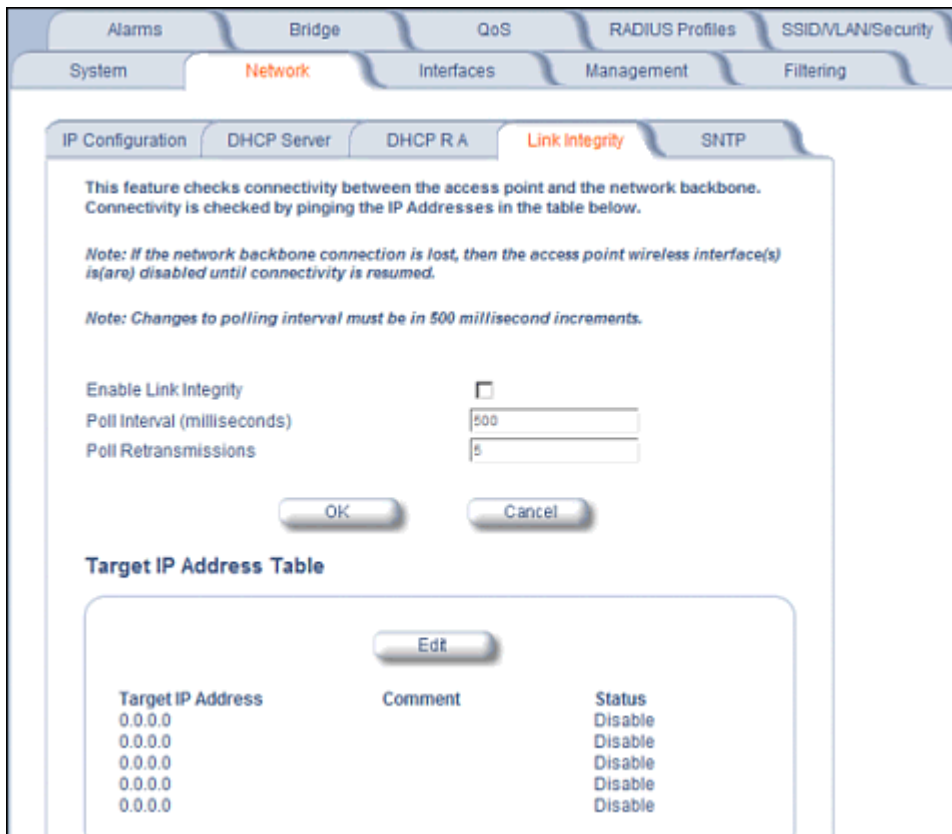 Alarms Bridge QoS RADIUS Profiles SSID/VLAN/Security
System Network Interfaces Management Filtering
IP Configuration DHCP Server DHCP R A Link Integrity SNTP
This feature checks connectivity between the access point and the network backbone.
Connectivity is checked by pinging the IP Addresses in the table below.
Note: If the network backbone connection is lost, then the access point wireless interface(s)
is(are) disabled until connectivity is resumed.
Note: Changes to polling interval must be in 500 millisecond increments.
Enable Link Integrity
Poll Interval (milliseconds) 500
Poll Retransmissions 5
OK Cancel
Target IP Address Table
Edit
Target IP Address Comment Status
0.0.0.0 Disable
0.0.0.0 Disable
0.0.0.0 Disable
0.0.0.0 Disable
0.0.0.0 Disable